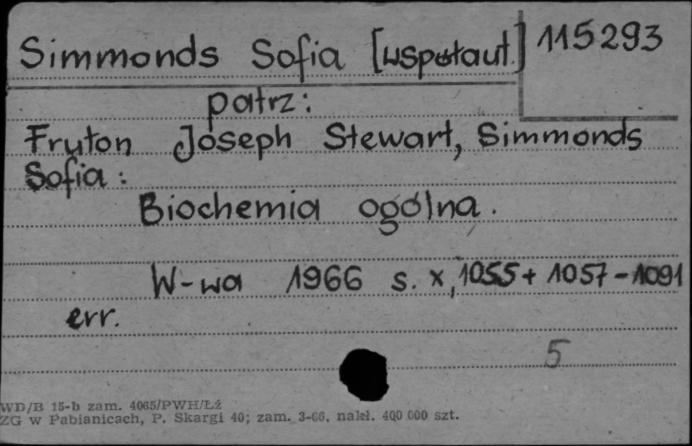 Simmonds Sofia [współaut.] 115293
patrz:
Fruton Joseph Stewart, Simmonds
Sofia:
Biochemia ogólna.
W-wa 1966 s. x, 1055 + 1057 - 1091
err.
5
WD/B 15-b zam. 4065/PWH/Łż
ZG w Pabianicach, P. Skargi 40; zam. 3-66. nakł. 400 000 szt.